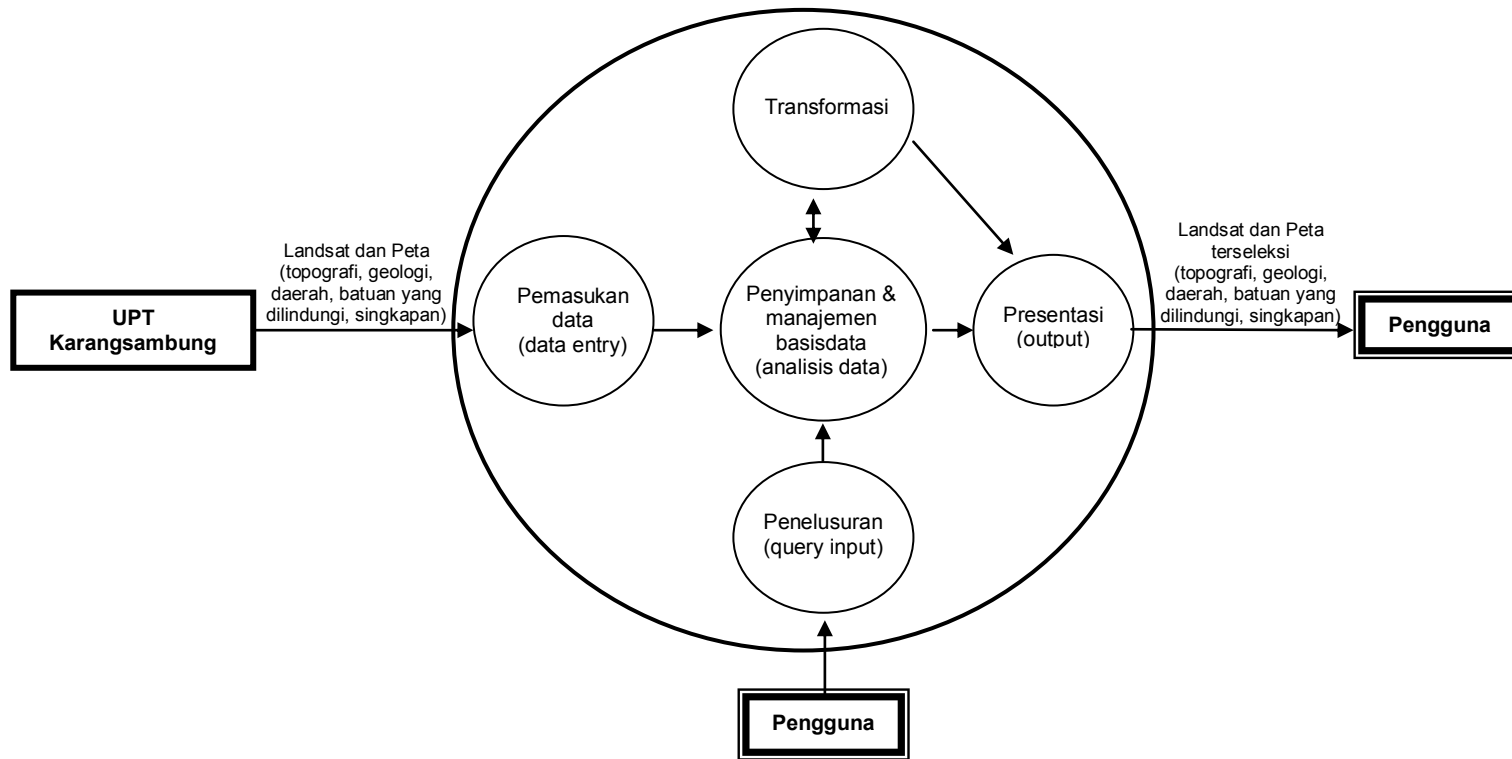 Transformasi
Landsat dan Peta
(topografi, geologi,
daerah, batuan yang
dilindungi, singkapan)
UPT
Karangsambung
Pemasukan
data
(data entry)
Penyimpanan &
manajemen
basisdata
(analisis data)
Presentasi
(output)
Landsat dan Peta
terseleksi
(topografi, geologi,
daerah, batuan yang
dilindungi, singkapan)
Pengguna
Penelusuran
(query input)
Pengguna